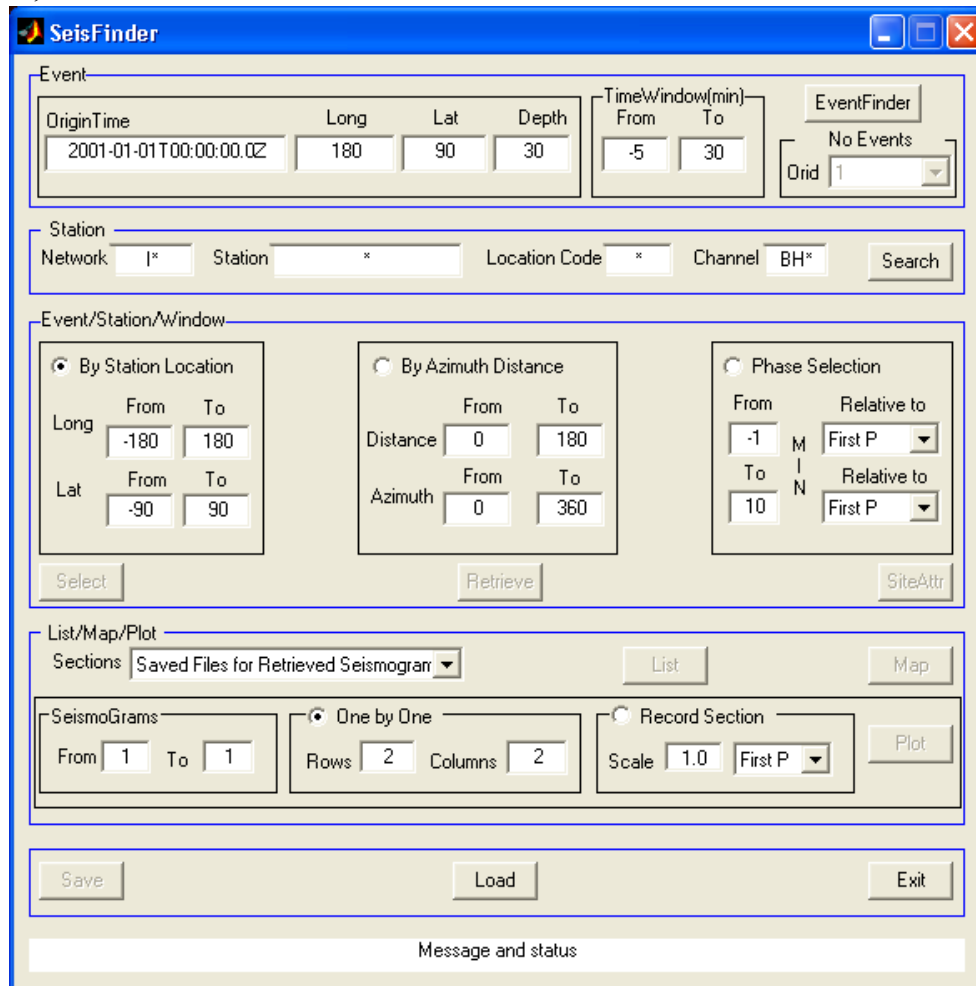 SeisFinder
Event
OriginTime Long Lat Depth
2001-01-01T00:00:00.0Z 180 90 30
TimeWindow(min)
From To
-5 30
EventFinder
No Events
Orid 1
Station
Network I* Station * Location Code * Channel BH* Search
Event/Station/Window
By Station Location
From To
Long -180 180
From To
Lat -90 90
By Azimuth Distance
From To
Distance 0 180
From To
Azimuth 0 360
Phase Selection
From Relative to
-1 First P
MIN
To Relative to
10 First P
Select Retrieve SiteAttr
List/Map/Plot
Sections Saved Files for Retrieved Seismogram List Map
SeismoGrams
From 1 To 1
One by One
Rows 2 Columns 2
Record Section
Scale 1.0 First P
Plot
Save Load Exit
Message and status